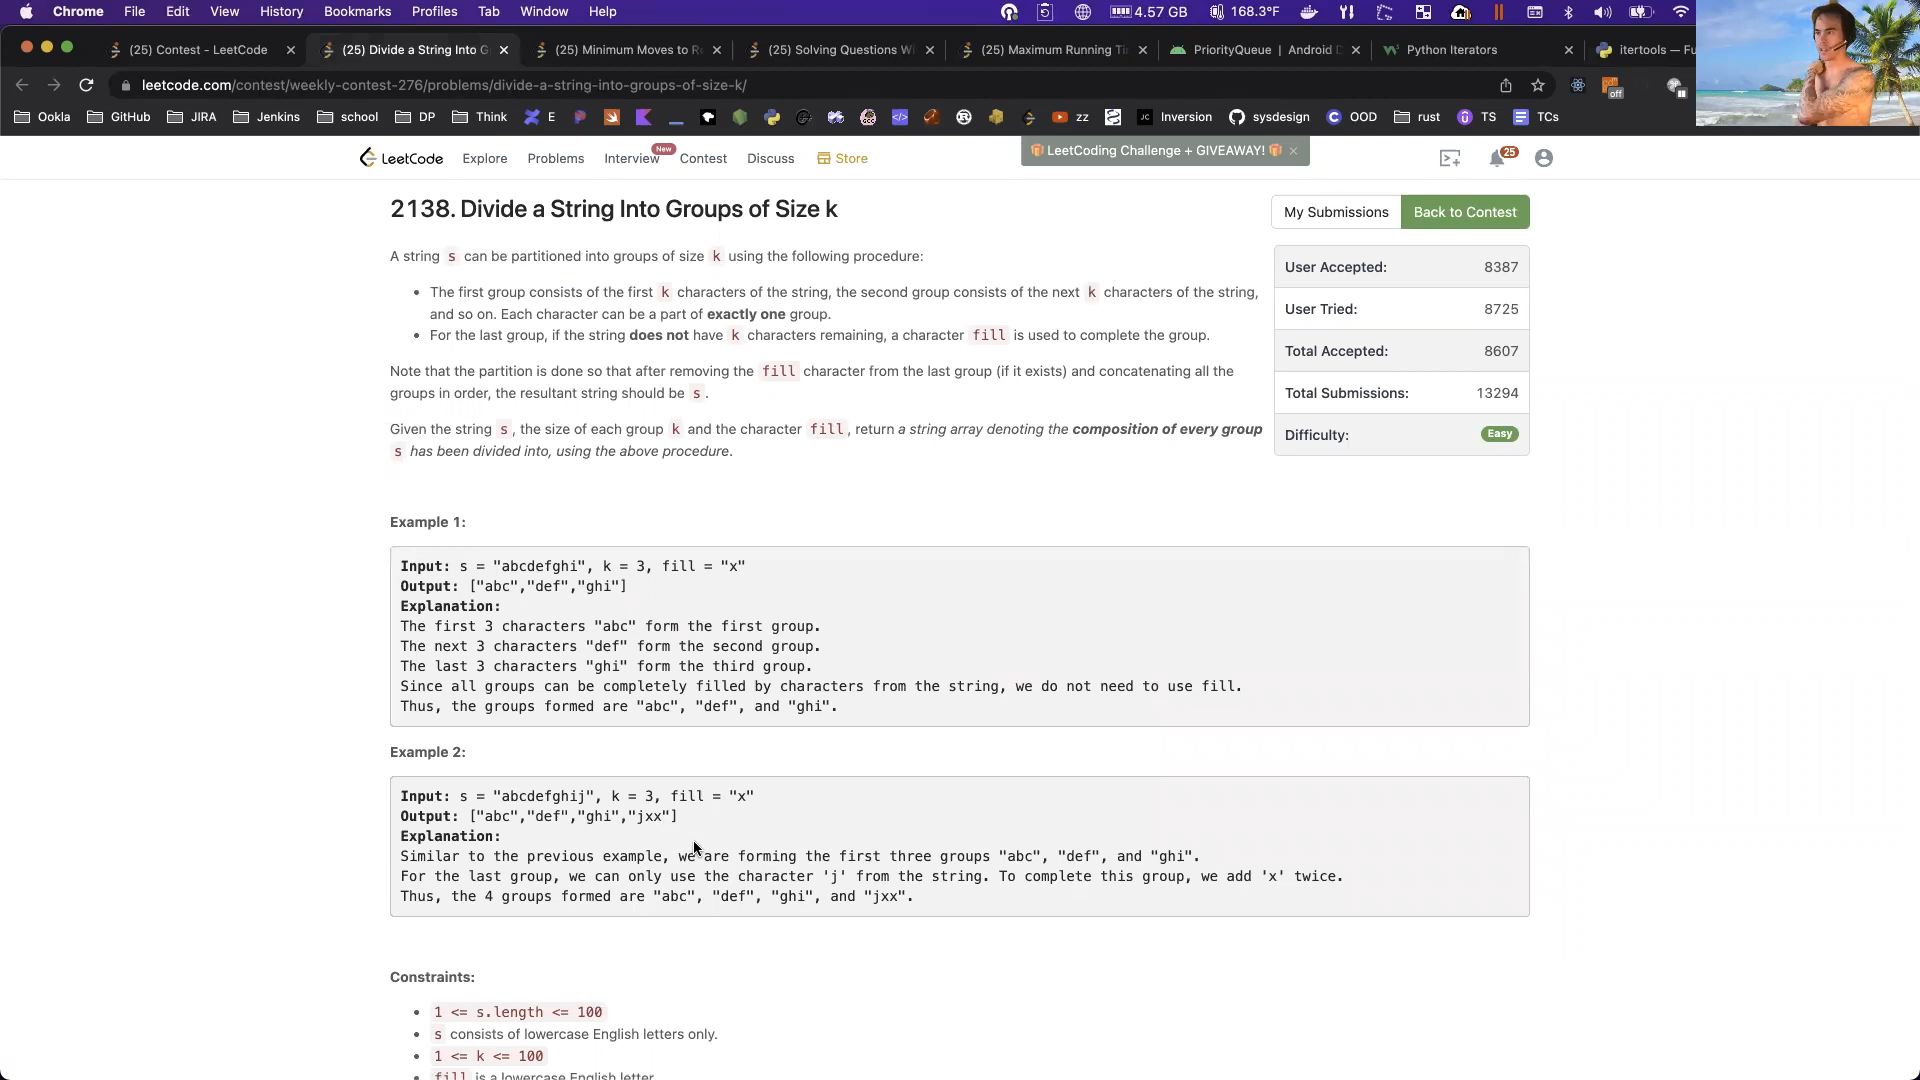 Chrome File Edit View History Bookmarks Profiles Tab Window Help 4.57 GB 168.3°F
(25) Contest - LeetCode
(25) Divide a String Into G
(25) Minimum Moves to R
(25) Solving Questions W
(25) Maximum Running Ti
PriorityQueue | Android D
Python Iterators
itertools — Fu
leetcode.com/contest/weekly-contest-276/problems/divide-a-string-into-groups-of-size-k/
off
Ookla GitHub JIRA Jenkins school DP Think E zz Inversion sysdesign OOD rust TS TCs
LeetCode Explore Problems Interview New Contest Discuss Store
🎁 LeetCoding Challenge + GIVEAWAY! 🎁 ×
25
2138. Divide a String Into Groups of Size k
My Submissions Back to Contest
A string s can be partitioned into groups of size k using the following procedure:
• The first group consists of the first k characters of the string, the second group consists of the next k characters of the string,
and so on. Each character can be a part of exactly one group.
• For the last group, if the string does not have k characters remaining, a character fill is used to complete the group.
Note that the partition is done so that after removing the fill character from the last group (if it exists) and concatenating all the
groups in order, the resultant string should be s.
Given the string s, the size of each group k and the character fill, return a string array denoting the composition of every group
s has been divided into, using the above procedure.
User Accepted: 8387
User Tried: 8725
Total Accepted: 8607
Total Submissions: 13294
Difficulty: Easy
Example 1:
Input: s = "abcdefghi", k = 3, fill = "x"
Output: ["abc","def","ghi"]
Explanation:
The first 3 characters "abc" form the first group.
The next 3 characters "def" form the second group.
The last 3 characters "ghi" form the third group.
Since all groups can be completely filled by characters from the string, we do not need to use fill.
Thus, the groups formed are "abc", "def", and "ghi".
Example 2:
Input: s = "abcdefghij", k = 3, fill = "x"
Output: ["abc","def","ghi","jxx"]
Explanation:
Similar to the previous example, we are forming the first three groups "abc", "def", and "ghi".
For the last group, we can only use the character 'j' from the string. To complete this group, we add 'x' twice.
Thus, the 4 groups formed are "abc", "def", "ghi", and "jxx".
Constraints:
• 1 <= s.length <= 100
• s consists of lowercase English letters only.
• 1 <= k <= 100
• fill is a lowercase English letter